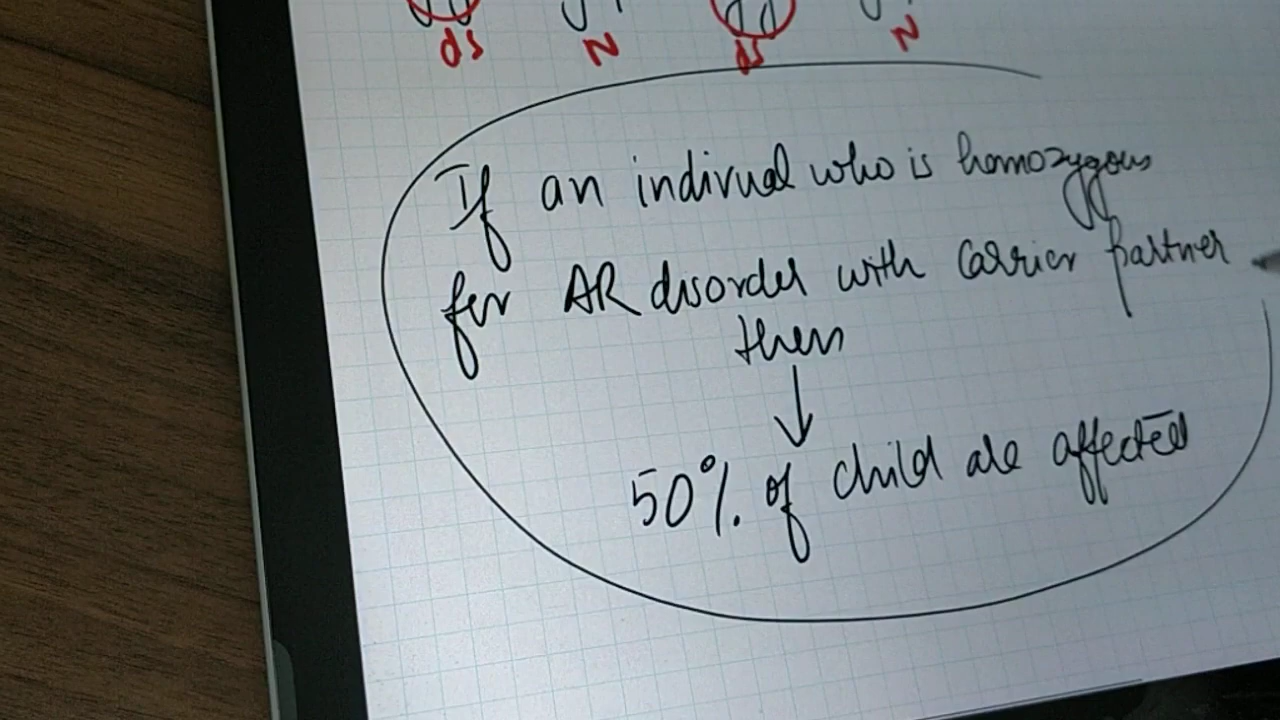 ds N ds N
If an indivual who is homozygous
for AR disorder with carrier partner
then
50% of child are affected